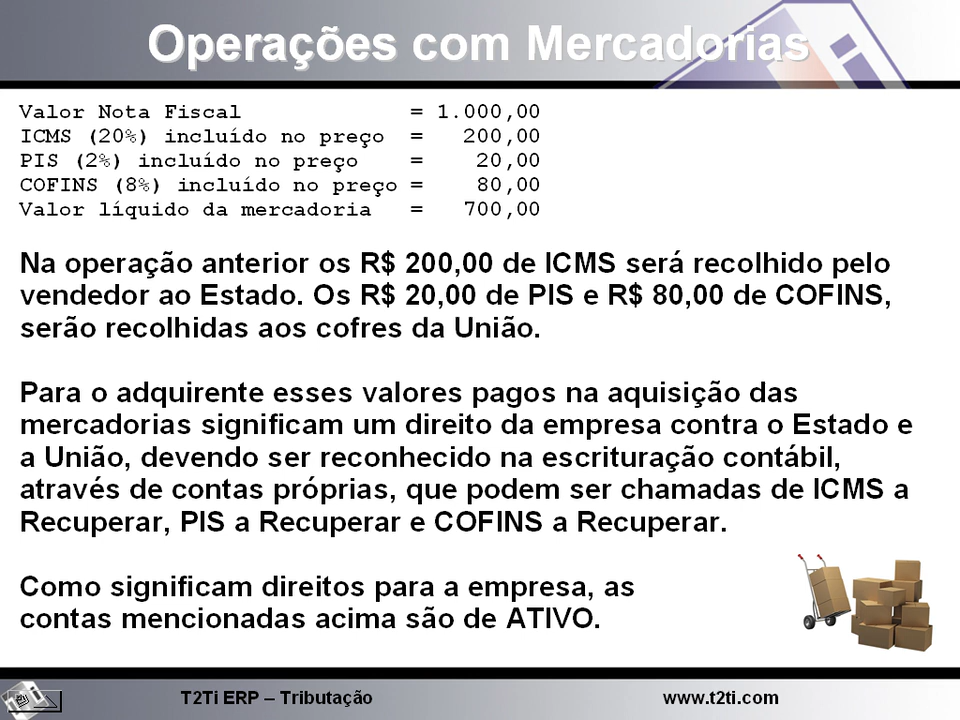 Operações com Mercadorias
Valor Nota Fiscal = 1.000,00
ICMS (20%) incluído no preço = 200,00
PIS (2%) incluído no preço = 20,00
COFINS (8%) incluído no preço = 80,00
Valor líquido da mercadoria = 700,00
Na operação anterior os R$ 200,00 de ICMS será recolhido pelo
vendedor ao Estado. Os R$ 20,00 de PIS e R$ 80,00 de COFINS,
serão recolhidas aos cofres da União.
Para o adquirente esses valores pagos na aquisição das
mercadorias significam um direito da empresa contra o Estado e
a União, devendo ser reconhecido na escrituração contábil,
através de contas próprias, que podem ser chamadas de ICMS a
Recuperar, PIS a Recuperar e COFINS a Recuperar.
Como significam direitos para a empresa, as
contas mencionadas acima são de ATIVO.
T2Ti ERP – Tributação www.t2ti.com